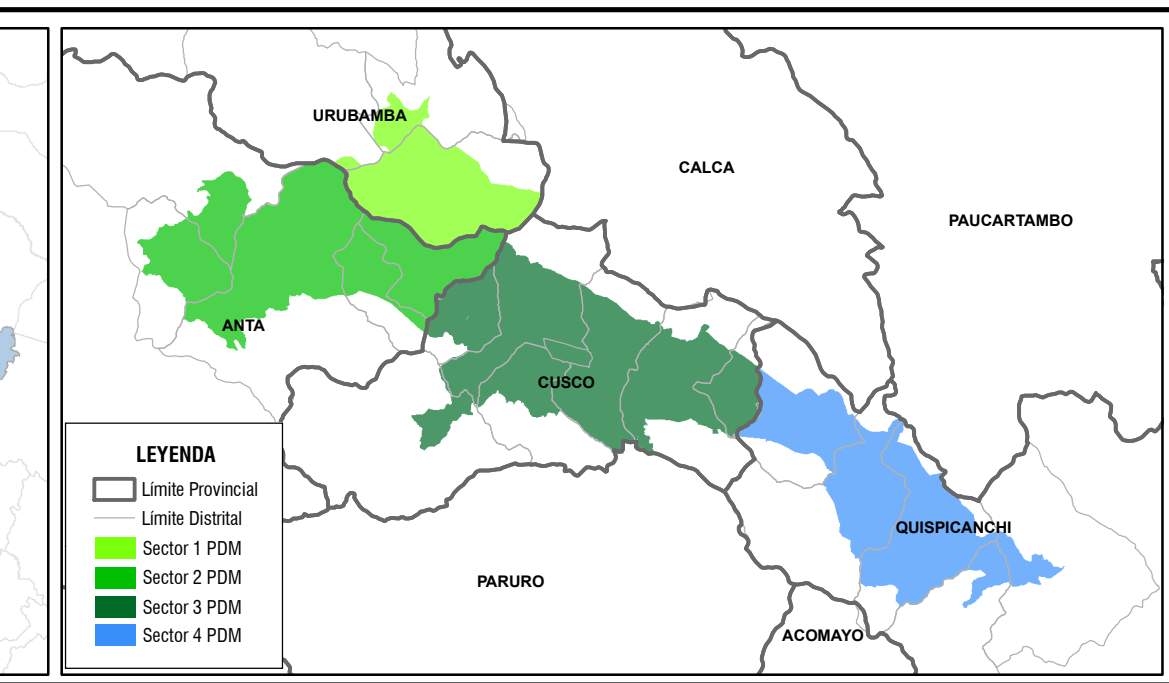 URUBAMBA
CALCA
PAUCARTAMBO
ANTA
CUSCO
LEYENDA
Límite Provincial
Límite Distrital
Sector 1 PDM
Sector 2 PDM
Sector 3 PDM
Sector 4 PDM
QUISPICANCHI
PARURO
ACOMAYO